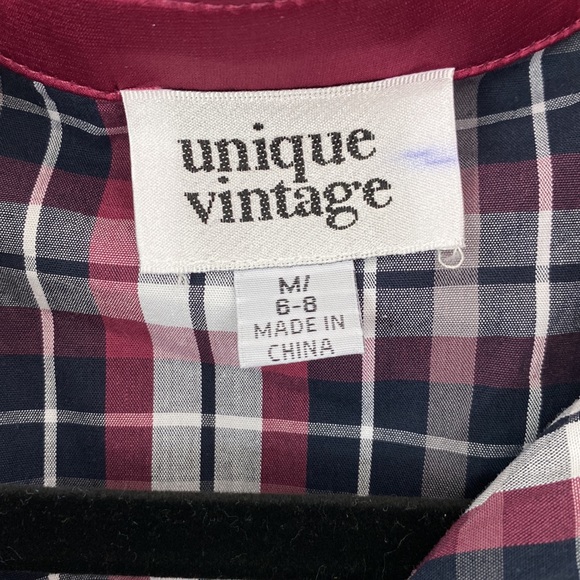 unique
vintage
M/
6-8
MADE IN
CHINA